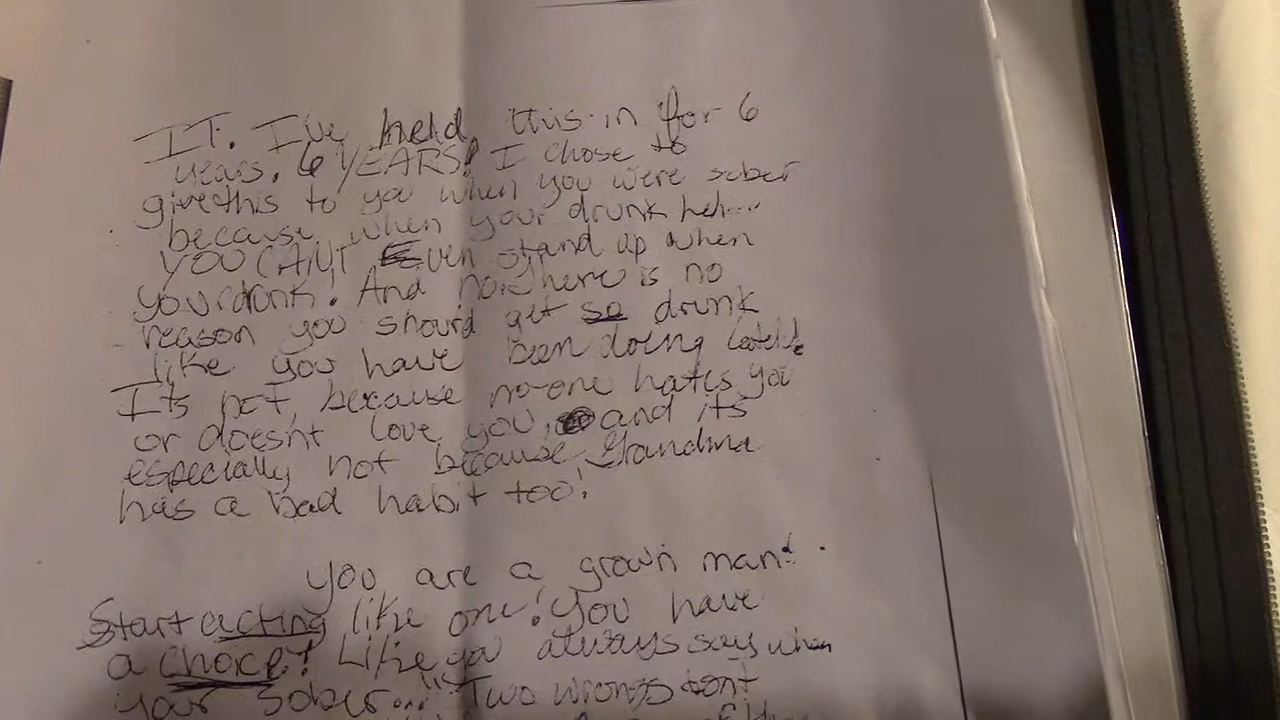 IT. I've held this in for 6
years. 6 YEARS! I chose to
give this to you when you were sober
because when your drunk heh....
YOU CAN'T Even stand up when
your drunk! And no there is no
reason you should get so drunk
like you have been doing lately!
It's not, because no-one hates you
or doesn't love you, and its
especially not because Grandma
has a bad habit too!
you are a grown man!
Start acting like one! You have
a choice! Like you always say when
your sober... "Two wrongs dont